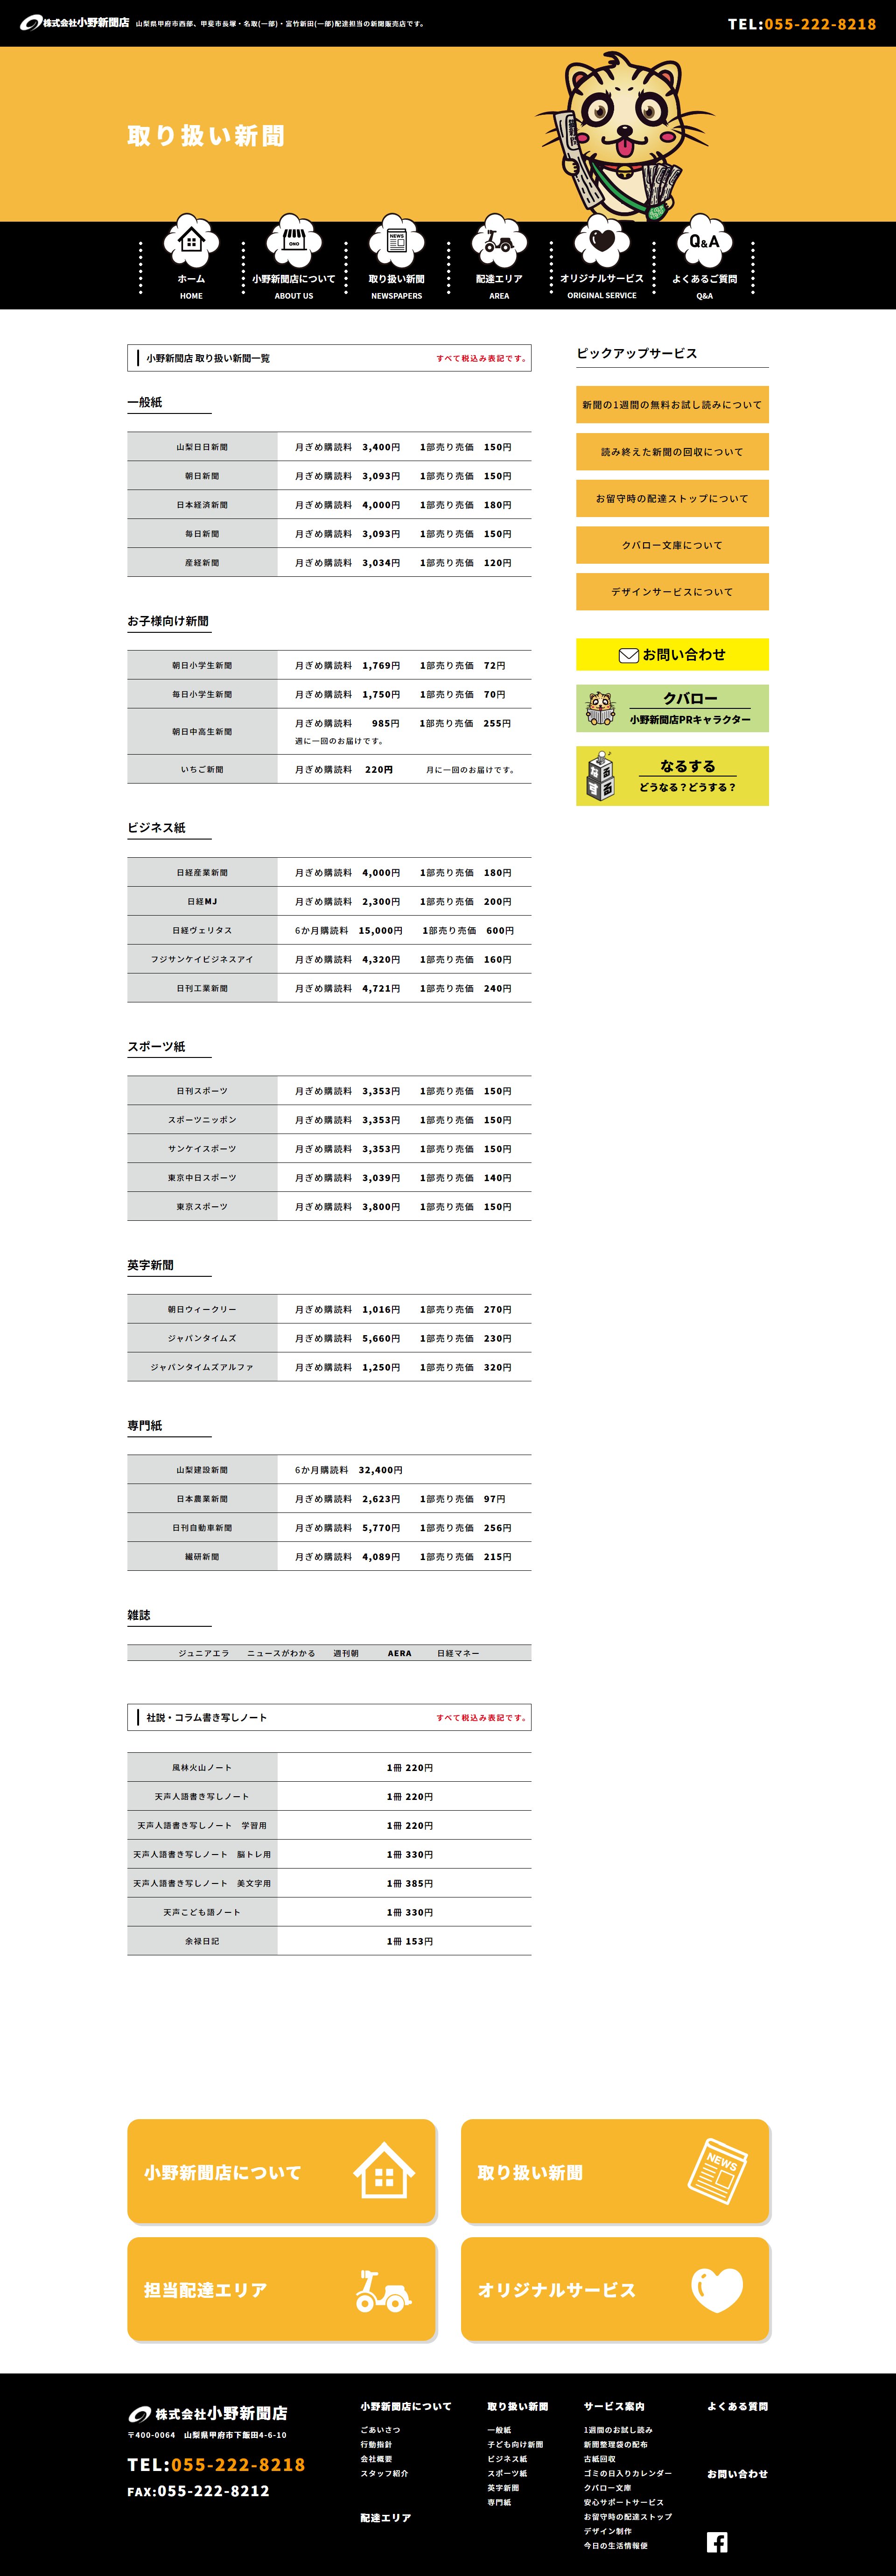 株式会社小野新聞店 山梨県甲府市西部、甲斐市長塚・名取(一部)・富竹新田(一部)配達担当の新聞販売店です。 TEL:055-222-8218
取り扱い新聞
ホーム 小野新聞店について 取り扱い新聞 配達エリア オリジナルサービス よくあるご質問
HOME ABOUT US NEWSPAPERS AREA ORIGINAL SERVICE Q&A
小野新聞店 取り扱い新聞一覧 すべて税込み表記です。
一般紙
山梨日日新聞 月ぎめ購読料 3,400円 1部売り売価 150円
朝日新聞 月ぎめ購読料 3,093円 1部売り売価 150円
日本経済新聞 月ぎめ購読料 4,000円 1部売り売価 180円
毎日新聞 月ぎめ購読料 3,093円 1部売り売価 150円
産経新聞 月ぎめ購読料 3,034円 1部売り売価 120円
お子様向け新聞
朝日小学生新聞 月ぎめ購読料 1,769円 1部売り売価 72円
毎日小学生新聞 月ぎめ購読料 1,750円 1部売り売価 70円
朝日中高生新聞 月ぎめ購読料 985円 1部売り売価 255円
週に一回のお届けです。
いちご新聞 月ぎめ購読料 220円 月に一回のお届けです。
ビジネス紙
日経産業新聞 月ぎめ購読料 4,000円 1部売り売価 180円
日経MJ 月ぎめ購読料 2,300円 1部売り売価 200円
日経ヴェリタス 6か月購読料 15,000円 1部売り売価 600円
フジサンケイビジネスアイ 月ぎめ購読料 4,320円 1部売り売価 160円
日刊工業新聞 月ぎめ購読料 4,721円 1部売り売価 240円
スポーツ紙
日刊スポーツ 月ぎめ購読料 3,353円 1部売り売価 150円
スポーツニッポン 月ぎめ購読料 3,353円 1部売り売価 150円
サンケイスポーツ 月ぎめ購読料 3,353円 1部売り売価 150円
東京中日スポーツ 月ぎめ購読料 3,039円 1部売り売価 140円
東京スポーツ 月ぎめ購読料 3,800円 1部売り売価 150円
英字新聞
朝日ウィークリー 月ぎめ購読料 1,016円 1部売り売価 270円
ジャパンタイムズ 月ぎめ購読料 5,660円 1部売り売価 230円
ジャパンタイムズアルファ 月ぎめ購読料 1,250円 1部売り売価 320円
専門紙
山梨建設新聞 6か月購読料 32,400円
日本農業新聞 月ぎめ購読料 2,623円 1部売り売価 97円
日刊自動車新聞 月ぎめ購読料 5,770円 1部売り売価 256円
繊研新聞 月ぎめ購読料 4,089円 1部売り売価 215円
雑誌
ジュニアエラ ニュースがわかる 週刊朝 AERA 日経マネー
社説・コラム書き写しノート すべて税込み表記です。
風林火山ノート 1冊 220円
天声人語書き写しノート 1冊 220円
天声人語書き写しノート 学習用 1冊 220円
天声人語書き写しノート 脳トレ用 1冊 330円
天声人語書き写しノート 美文字用 1冊 385円
天声こども語ノート 1冊 330円
余禄日記 1冊 153円
ピックアップサービス
新聞の1週間の無料お試し読みについて
読み終えた新聞の回収について
お留守時の配達ストップについて
クバロー文庫について
デザインサービスについて
お問い合わせ
クバロー
小野新聞店PRキャラクター
なるする
どうなる？どうする？
小野新聞店について
取り扱い新聞
NEWS
担当配達エリア
オリジナルサービス
株式会社小野新聞店
〒400-0064 山梨県甲府市下飯田4-6-10
TEL:055-222-8218
FAX:055-222-8212
小野新聞店について
ごあいさつ
行動指針
会社概要
スタッフ紹介
配達エリア
取り扱い新聞
一般紙
子ども向け新聞
ビジネス紙
スポーツ紙
英字新聞
専門紙
サービス案内
1週間のお試し読み
新聞整理袋の配布
古紙回収
ゴミの日入りカレンダー
クバロー文庫
安心サポートサービス
お留守時の配達ストップ
デザイン制作
今日の生活情報便
よくある質問
お問い合わせ